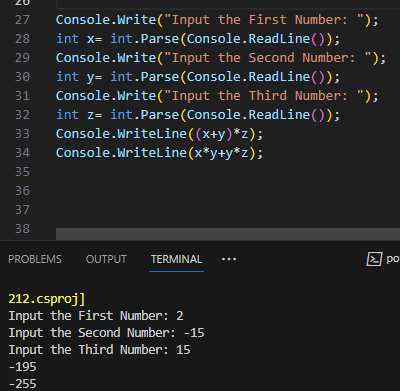 26
27 Console.Write("Input the First Number: ");
28 int x= int.Parse(Console.ReadLine());
29 Console.Write("Input the Second Number: ");
30 int y= int.Parse(Console.ReadLine());
31 Console.Write("Input the Third Number: ");
32 int z= int.Parse(Console.ReadLine());
33 Console.WriteLine((x+y)*z);
34 Console.WriteLine(x*y+y*z);
35
36
37
38
PROBLEMS OUTPUT TERMINAL ··· po
212.csproj]
Input the First Number: 2
Input the Second Number: -15
Input the Third Number: 15
-195
-255